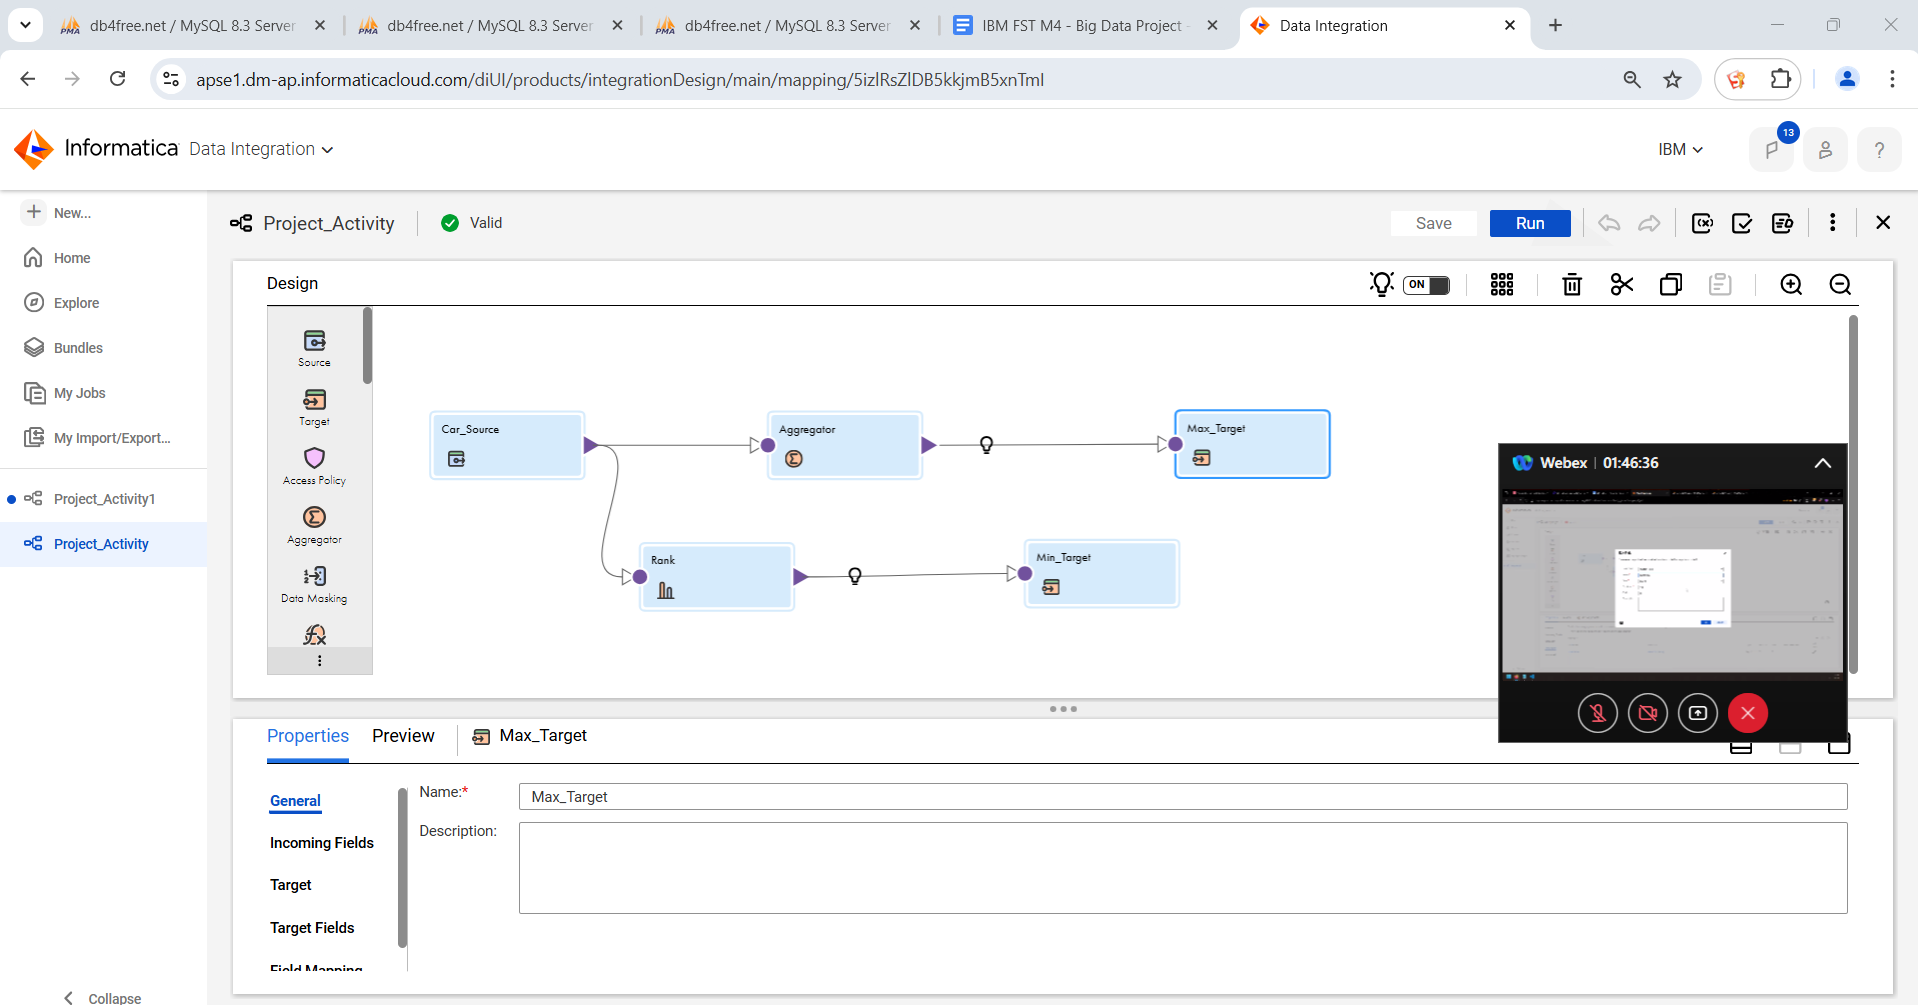 db4free.net / MySQL 8.3 Server
db4free.net / MySQL 8.3 Server
db4free.net / MySQL 8.3 Server
IBM FST M4 - Big Data Project -
Data Integration
apse1.dm-ap.informaticacloud.com/diUI/products/integrationDesign/main/mapping/5izlRsZlDB5kkjmB5xnTml
Informatica Data Integration
IBM
13
?
New...
Home
Explore
Bundles
My Jobs
My Import/Export...
Project_Activity1
Project_Activity
Collapse
Project_Activity
Valid
Save
Run
Design
ON
Source
Target
Access Policy
Aggregator
Data Masking
Car_Source
Aggregator
Max_Target
Rank
Min_Target
Webex | 01:46:36
Properties
Preview
Max_Target
General
Incoming Fields
Target
Target Fields
Field Mapping
Name:*
Max_Target
Description: